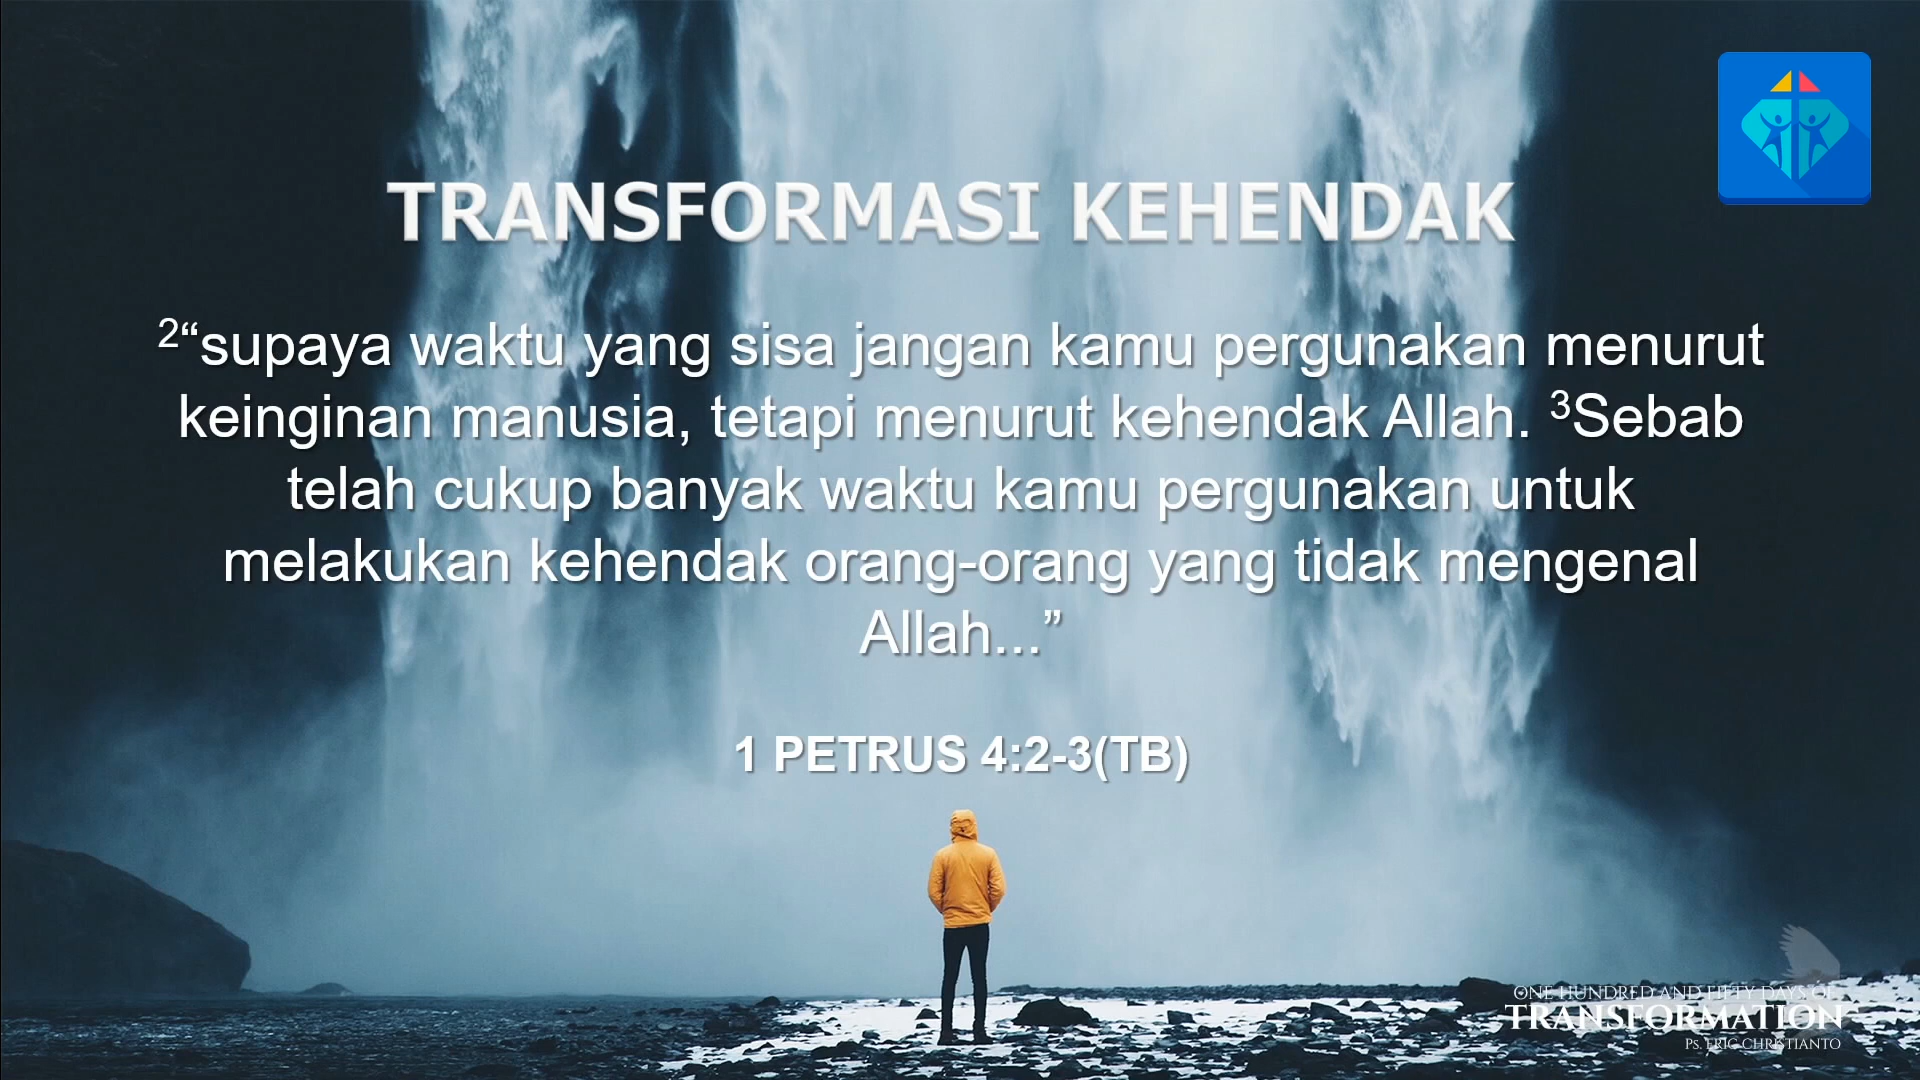 TRANSFORMASI KEHENDAK
2“supaya waktu yang sisa jangan kamu pergunakan menurut
keinginan manusia, tetapi menurut kehendak Allah. 3Sebab
telah cukup banyak waktu kamu pergunakan untuk
melakukan kehendak orang-orang yang tidak mengenal
Allah...”
1 PETRUS 4:2-3(TB)
ONE HUNDRED AND FIFTY DAYS OF
TRANSFORMATION
Ps. ERIC CHRISTIANTO